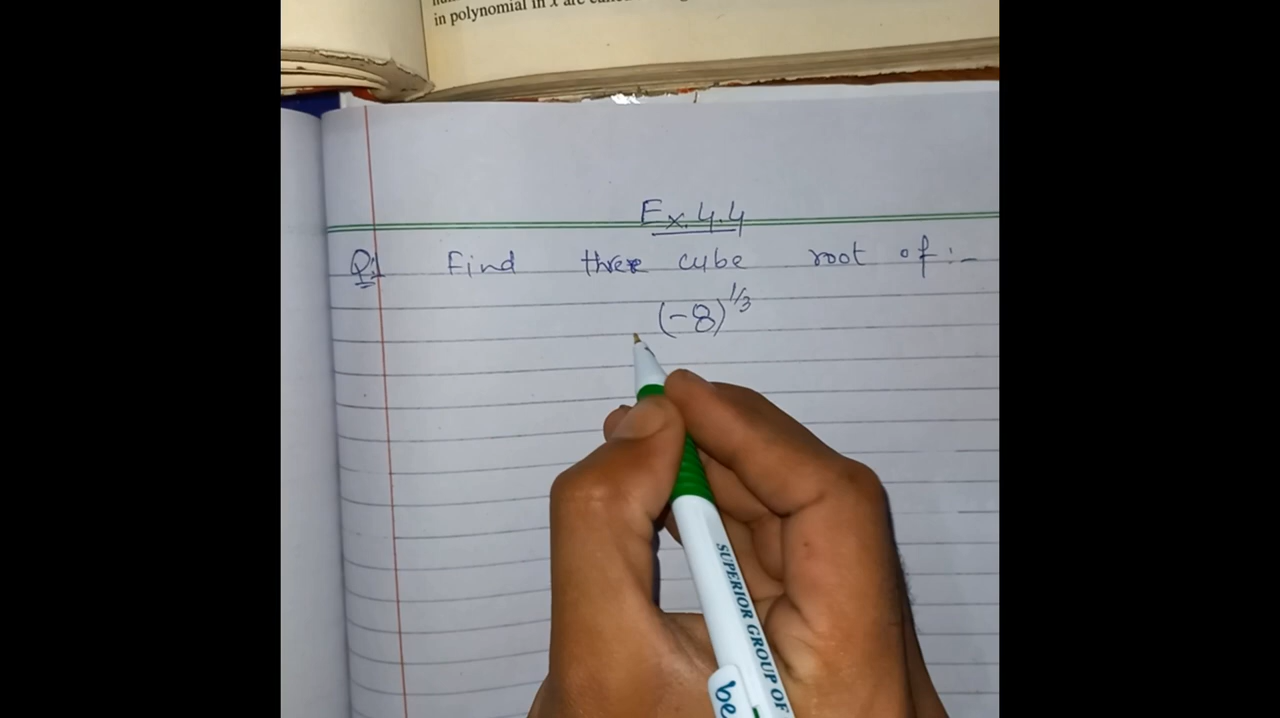 in polynomial in x are
Ex.4.4
Q:1 Find three cube root of :-
(-8)^1/3
SUPERIOR GROUP OF
be